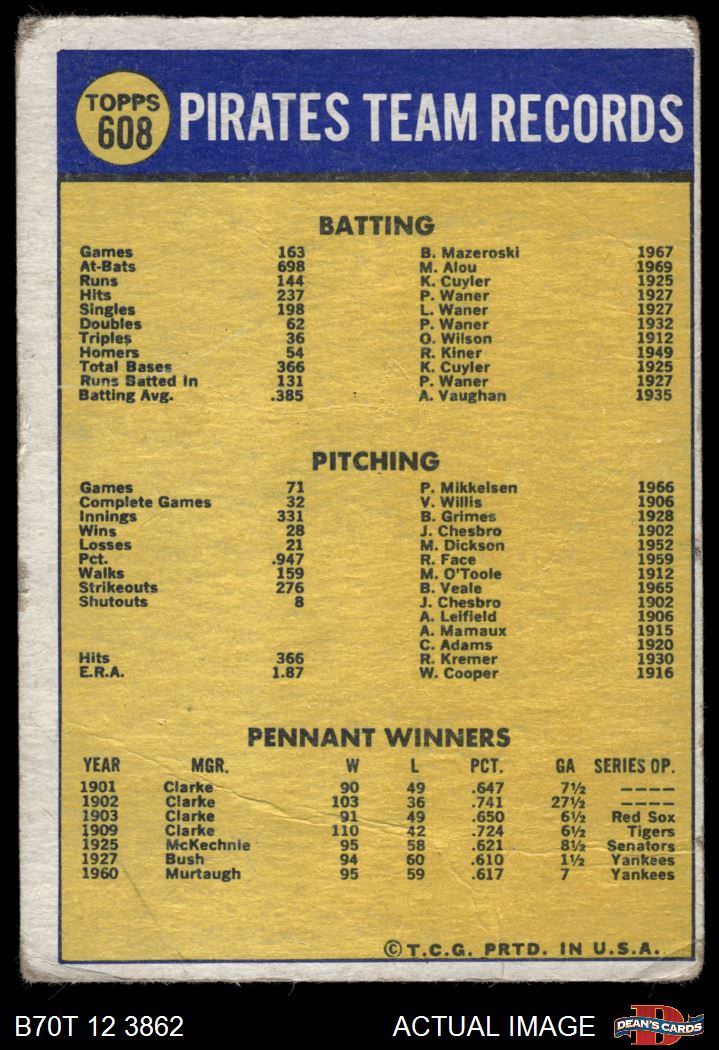 TOPPS
608
PIRATES TEAM RECORDS
BATTING
Games 163 B. Mazeroski 1967
At-Bats 698 M. Alou 1969
Runs 144 K. Cuyler 1925
Hits 237 P. Waner 1927
Singles 198 L. Waner 1927
Doubles 62 P. Waner 1932
Triples 36 O. Wilson 1912
Homers 54 R. Kiner 1949
Total Bases 366 K. Cuyler 1925
Runs Batted In 131 P. Waner 1927
Batting Avg. .385 A. Vaughan 1935
PITCHING
Games 71 P. Mikkelsen 1966
Complete Games 32 V. Willis 1906
Innings 331 B. Grimes 1928
Wins 28 J. Chesbro 1902
Losses 21 M. Dickson 1952
Pct. .947 R. Face 1959
Walks 159 M. O'Toole 1912
Strikeouts 276 B. Veale 1965
Shutouts 8 J. Chesbro 1902
A. Leifield 1906
A. Mamaux 1915
C. Adams 1920
Hits 366 R. Kremer 1930
E.R.A. 1.87 W. Cooper 1916
PENNANT WINNERS
YEAR MGR. W L PCT. GA SERIES OP.
1901 Clarke 90 49 .647 7½ ----
1902 Clarke 103 36 .741 27½ ----
1903 Clarke 91 49 .650 6½ Red Sox
1909 Clarke 110 42 .724 6½ Tigers
1925 McKechnie 95 58 .621 8½ Senators
1927 Bush 94 60 .610 1½ Yankees
1960 Murtaugh 95 59 .617 7 Yankees
© T.C.G. PRTD. IN U.S.A.
B70T 12 3862 ACTUAL IMAGE DEAN'S CARDS